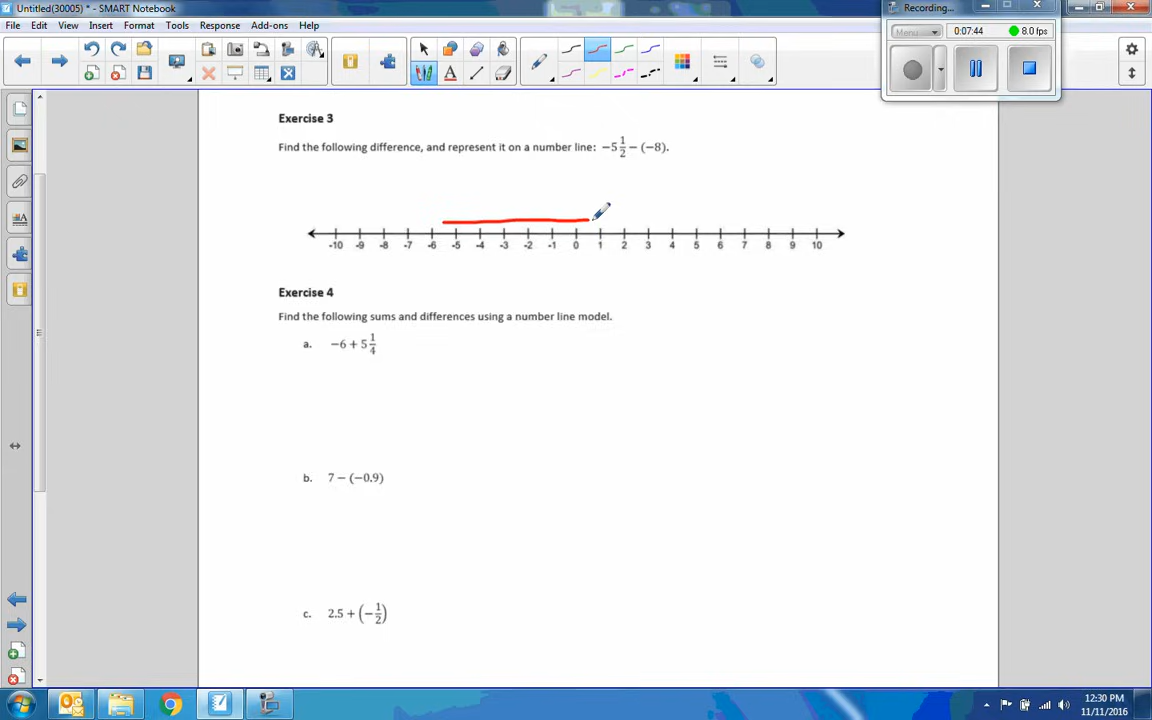 Untitled(30005) * - SMART Notebook
Recording...
File Edit View Insert Format Tools Response Add-ons Help
Menu 0:07:44 8.0 fps
Exercise 3
Find the following difference, and represent it on a number line: −5 1/2 − (−8).
-10 -9 -8 -7 -6 -5 -4 -3 -2 -1 0 1 2 3 4 5 6 7 8 9 10
Exercise 4
Find the following sums and differences using a number line model.
a. −6 + 5 1/4
b. 7 − (−0.9)
c. 2.5 + (−1/2)
12:30 PM
11/11/2016